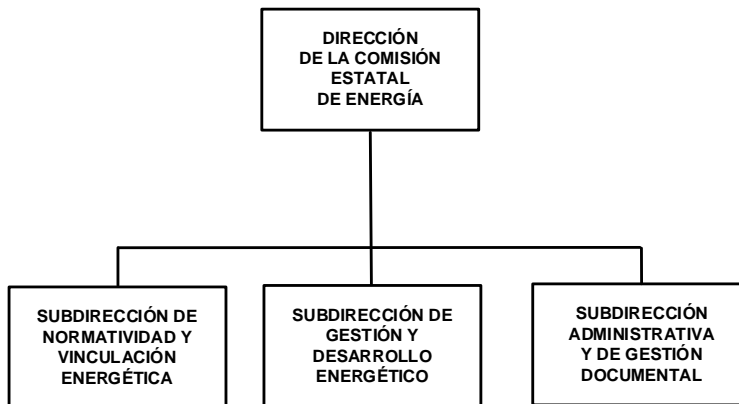 DIRECCIÓN
DE LA COMISIÓN
ESTATAL
DE ENERGÍA
SUBDIRECCIÓN DE
NORMATIVIDAD Y
VINCULACIÓN
ENERGÉTICA
SUBDIRECCIÓN DE
GESTIÓN Y
DESARROLLO
ENERGÉTICO
SUBDIRECCIÓN
ADMINISTRATIVA
Y DE GESTIÓN
DOCUMENTAL